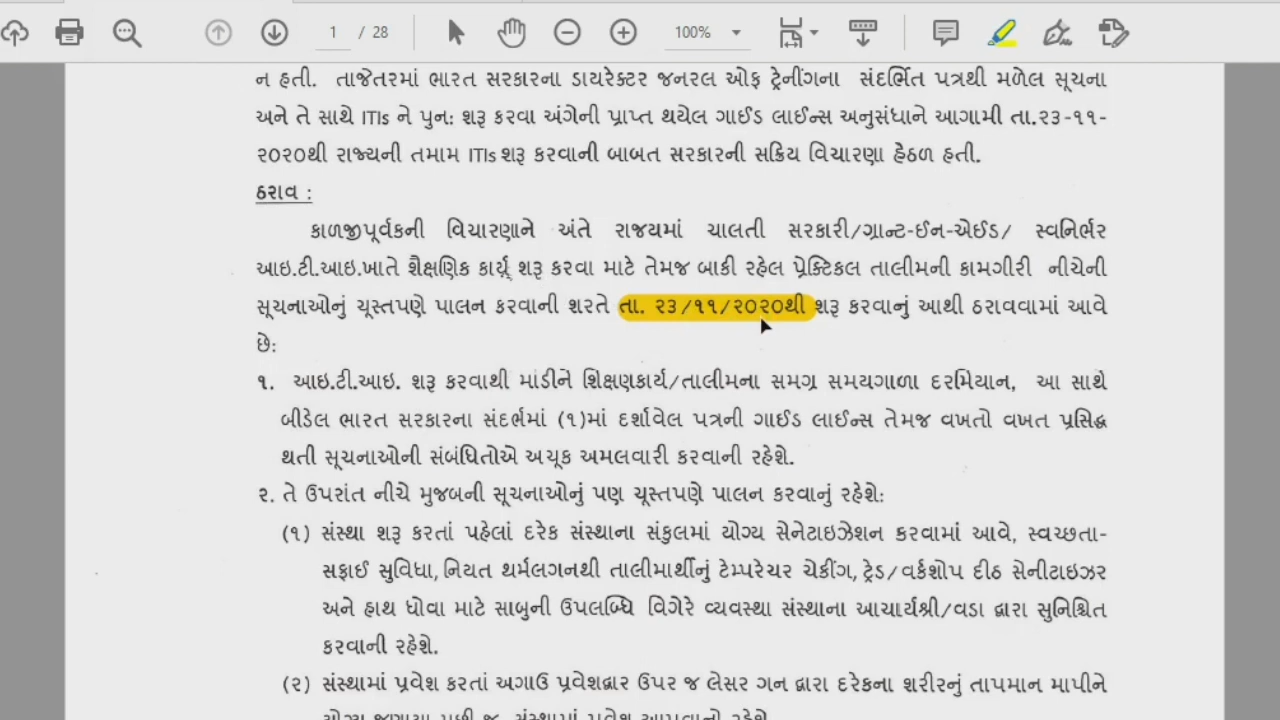 1 / 28 100%
ન હતી. તાજેતરમાં ભારત સરકારના ડાયરેક્ટર જનરલ ઓફ ટ્રેનીંગના સંદર્ભિત પત્રથી મળેલ સૂચના
અને તે સાથે ITIs ને પુન: શરૂ કરવા અંગેની પ્રાપ્ત થયેલ ગાઈડ લાઈન્સ અનુસંધાને આગામી તા.૨૩-૧૧-
૨૦૨૦થી રાજ્યની તમામ ITIs શરૂ કરવાની બાબત સરકારની સક્રિય વિચારણા હેઠળ હતી.
ઠરાવ :
કાળજીપૂર્વકની વિચારણાને અંતે રાજયમાં ચાલતી સરકારી/ગ્રાન્ટ-ઈન-એઈડ/ સ્વનિર્ભર
આઇ.ટી.આઇ.ખાતે શૈક્ષણિક કાર્ય શરૂ કરવા માટે તેમજ બાકી રહેલ પ્રેક્ટિકલ તાલીમની કામગીરી નીચેની
સૂચનાઓનું ચૂસ્તપણે પાલન કરવાની શરતે તા. ૨૩/૧૧/૨૦૨૦થી શરૂ કરવાનું આથી ઠરાવવામાં આવે
છે:
૧. આઇ.ટી.આઇ. શરૂ કરવાથી માંડીને શિક્ષણકાર્ય/તાલીમના સમગ્ર સમયગાળા દરમિયાન, આ સાથે
બીડેલ ભારત સરકારના સંદર્ભમાં (૧)માં દર્શાવેલ પત્રની ગાઈડ લાઈન્સ તેમજ વખતો વખત પ્રસિદ્ધ
થતી સૂચનાઓની સંબંધિતોએ અચૂક અમલવારી કરવાની રહેશે.
૨. તે ઉપરાંત નીચે મુજબની સૂચનાઓનું પણ ચૂસ્તપણે પાલન કરવાનું રહેશે:
(૧) સંસ્થા શરૂ કરતાં પહેલાં દરેક સંસ્થાના સંકુલમાં યોગ્ય સેનેટાઇઝેશન કરવામાં આવે, સ્વચ્છતા-
સફાઈ સુવિધા, નિયત થર્મલગનથી તાલીમાર્થીનું ટેમ્પરેચર ચેકીંગ, ટ્રેડ/વર્કશોપ દીઠ સેનીટાઇઝર
અને હાથ ધોવા માટે સાબુની ઉપલબ્ધિ વિગેરે વ્યવસ્થા સંસ્થાના આચાર્યશ્રી/વડા દ્વારા સુનિશ્ચિત
કરવાની રહેશે.
(૨) સંસ્થામાં પ્રવેશ કરતાં અગાઉ પ્રવેશદ્વાર ઉપર જ લેસર ગન દ્વારા દરેકના શરીરનું તાપમાન માપીને